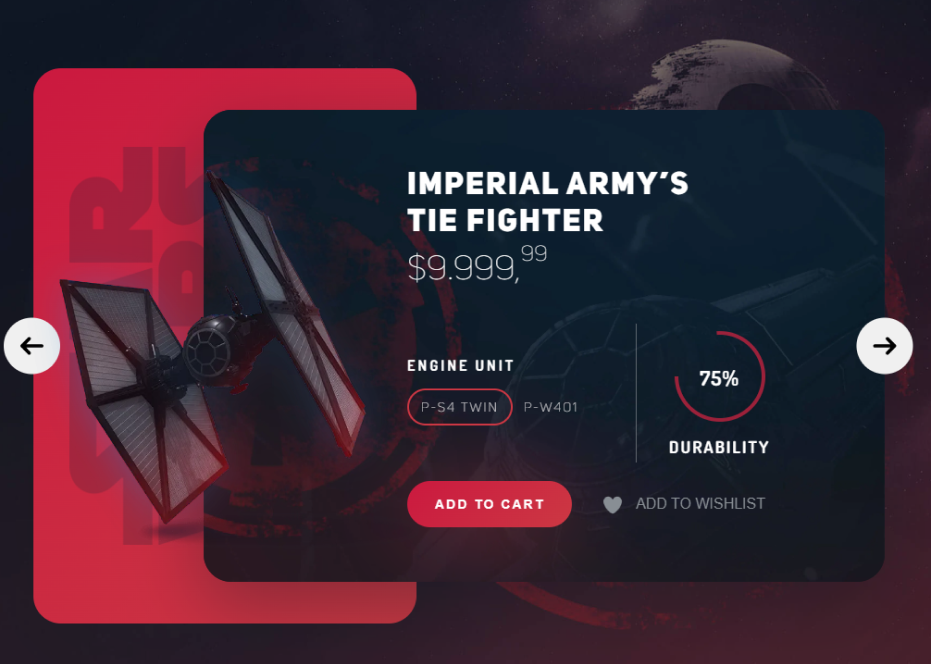 IMPERIAL ARMY'S
TIE FIGHTER
$9.999,99
ENGINE UNIT
P-S4 TWIN P-W401
75%
DURABILITY
ADD TO CART
ADD TO WISHLIST